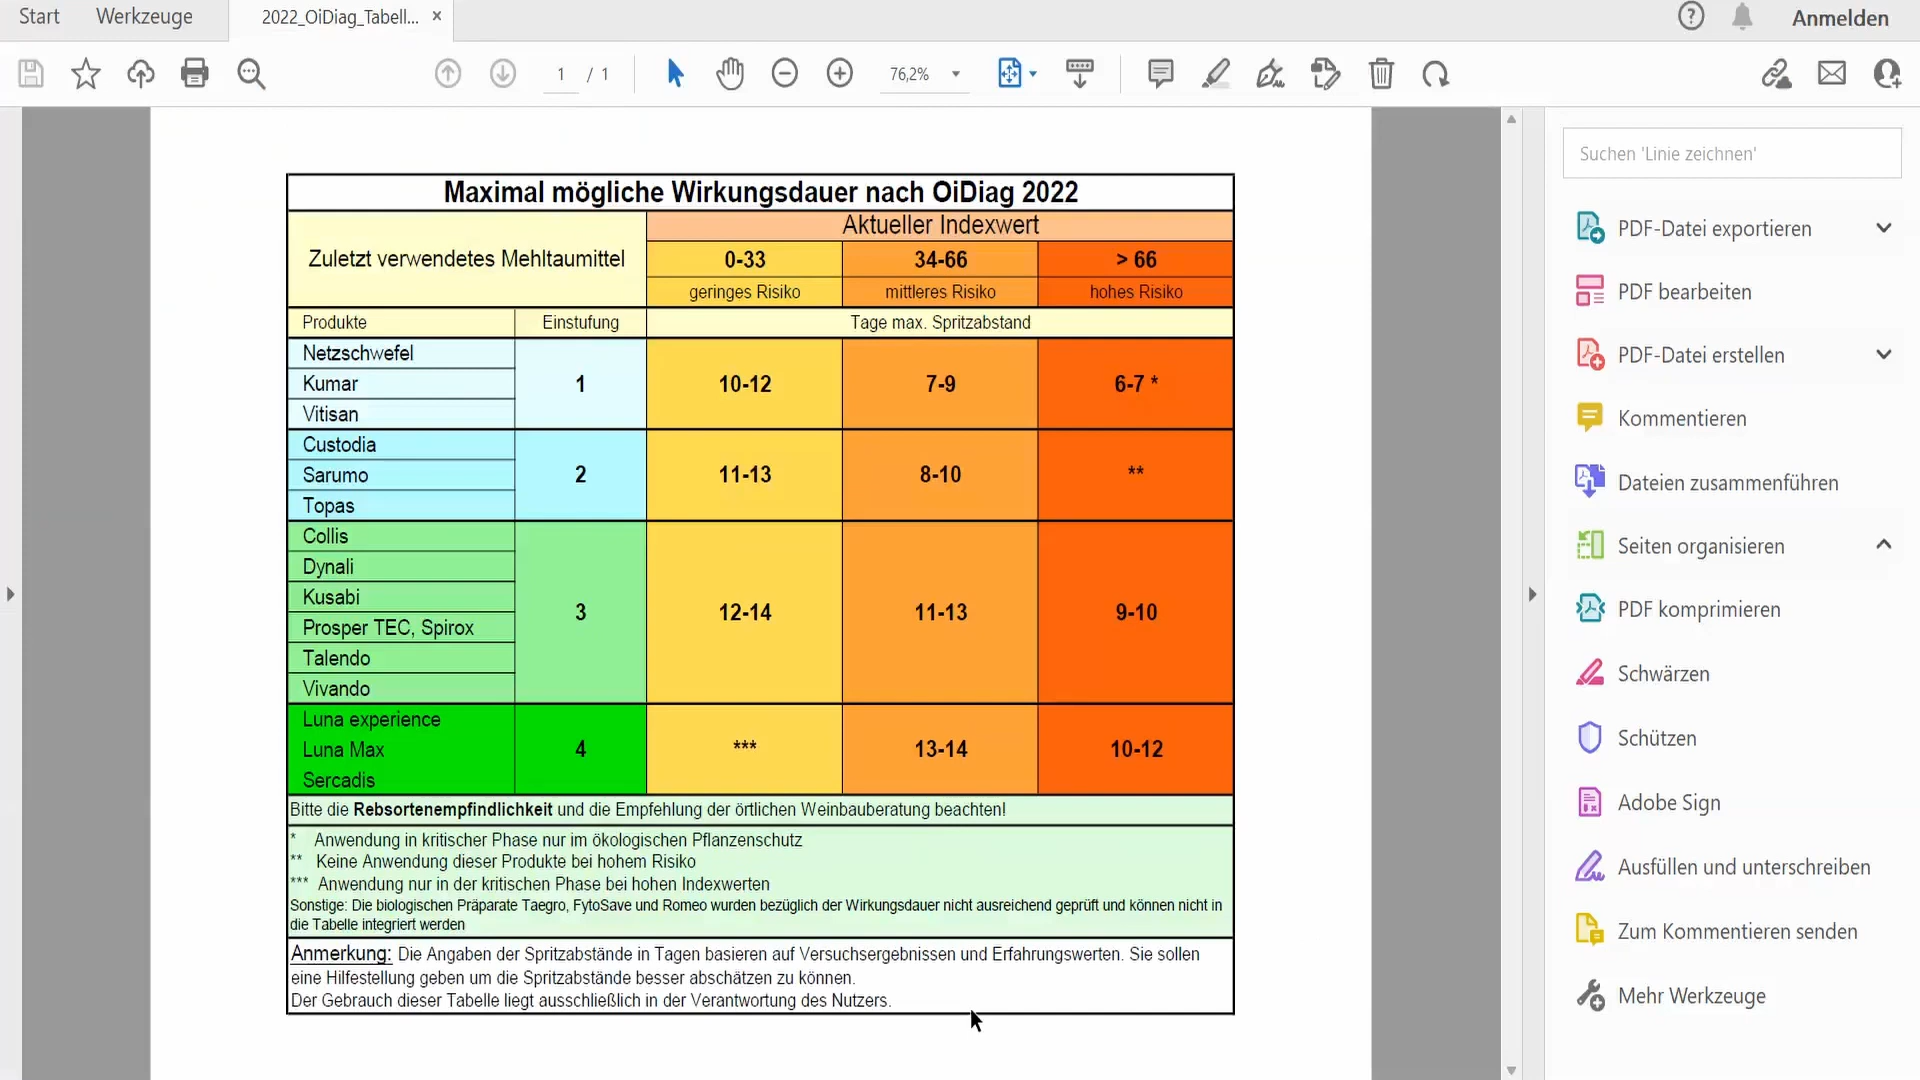 Start Werkzeuge 2022_OiDiag_Tabell... × Anmelden
1 / 1 76,2%
Suchen 'Linie zeichnen'
Maximal mögliche Wirkungsdauer nach OiDiag 2022
Zuletzt verwendetes Mehltaumittel
Aktueller Indexwert
0-33 34-66 > 66
geringes Risiko mittleres Risiko hohes Risiko
Produkte Einstufung Tage max. Spritzabstand
Netzschwefel
Kumar 1 10-12 7-9 6-7 *
Vitisan
Custodia
Sarumo 2 11-13 8-10 **
Topas
Collis
Dynali
Kusabi
Prosper TEC, Spirox 3 12-14 11-13 9-10
Talendo
Vivando
Luna experience
Luna Max 4 *** 13-14 10-12
Sercadis
Bitte die Rebsortenempfindlichkeit und die Empfehlung der örtlichen Weinbauberatung beachten!
* Anwendung in kritischer Phase nur im ökologischen Pflanzenschutz
** Keine Anwendung dieser Produkte bei hohem Risiko
*** Anwendung nur in der kritischen Phase bei hohen Indexwerten
Sonstige: Die biologischen Präparate Taegro, FytoSave und Romeo wurden bezüglich der Wirkungsdauer nicht ausreichend geprüft und können nicht in
die Tabelle integriert werden
Anmerkung: Die Angaben der Spritzabstände in Tagen basieren auf Versuchsergebnissen und Erfahrungswerten. Sie sollen
eine Hilfestellung geben um die Spritzabstände besser abschätzen zu können.
Der Gebrauch dieser Tabelle liegt ausschließlich in der Verantwortung des Nutzers.
PDF-Datei exportieren
PDF bearbeiten
PDF-Datei erstellen
Kommentieren
Dateien zusammenführen
Seiten organisieren
PDF komprimieren
Schwärzen
Schützen
Adobe Sign
Ausfüllen und unterschreiben
Zum Kommentieren senden
Mehr Werkzeuge